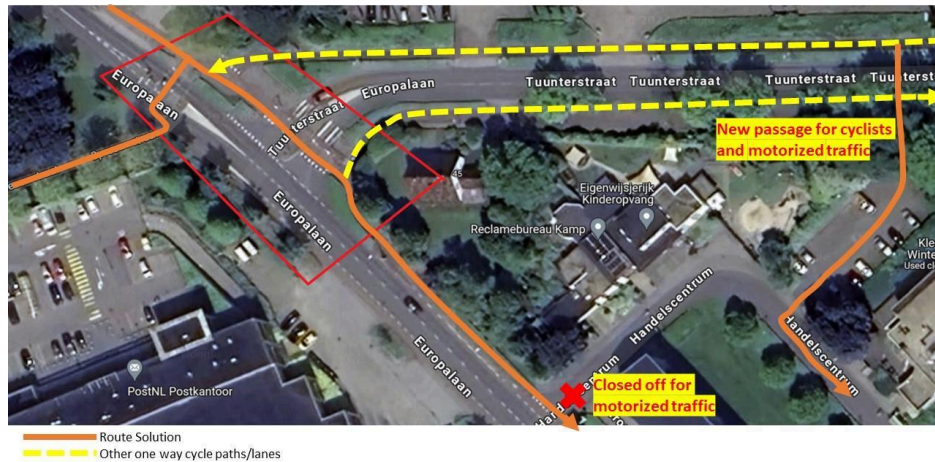 Europalaan
Tuunterstraat
Europalaan
Tuunterstraat
Tuunterstraat
Tuunterstraat
New passage for cyclists
and motorized traffic
45
Eigenwijsjerijk
Kinderopvang
Reclamebureau Kamp
Europalaan
Handelscentrum
Handelscentrum
Europalaan
PostNL Postkantoor
Closed off for
motorized traffic
Route Solution
Other one way cycle paths/lanes